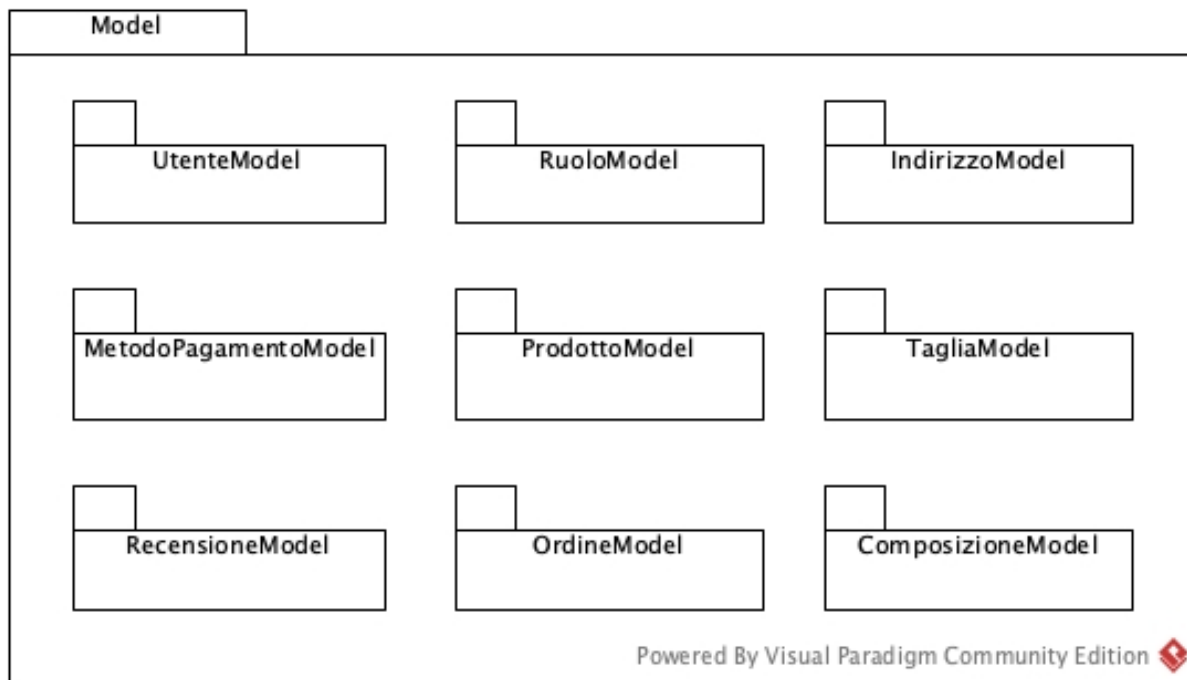 Model
UtenteModel
RuoloModel
IndirizzoModel
MetodoPagamentoModel
ProdottoModel
TagliaModel
RecensioneModel
OrdineModel
ComposizioneModel
Powered By Visual Paradigm Community Edition